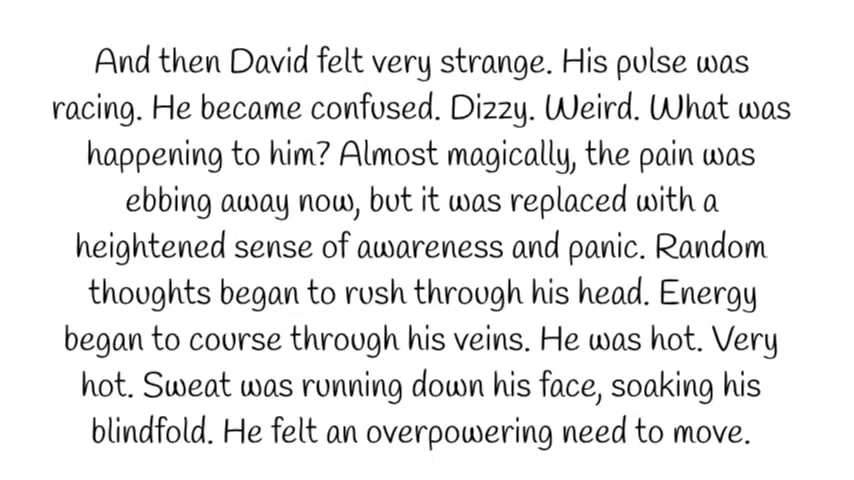 And then David felt very strange. His pulse was
racing. He became confused. Dizzy. Weird. What was
happening to him? Almost magically, the pain was
ebbing away now, but it was replaced with a
heightened sense of awareness and panic. Random
thoughts began to rush through his head. Energy
began to course through his veins. He was hot. Very
hot. Sweat was running down his face, soaking his
blindfold. He felt an overpowering need to move.